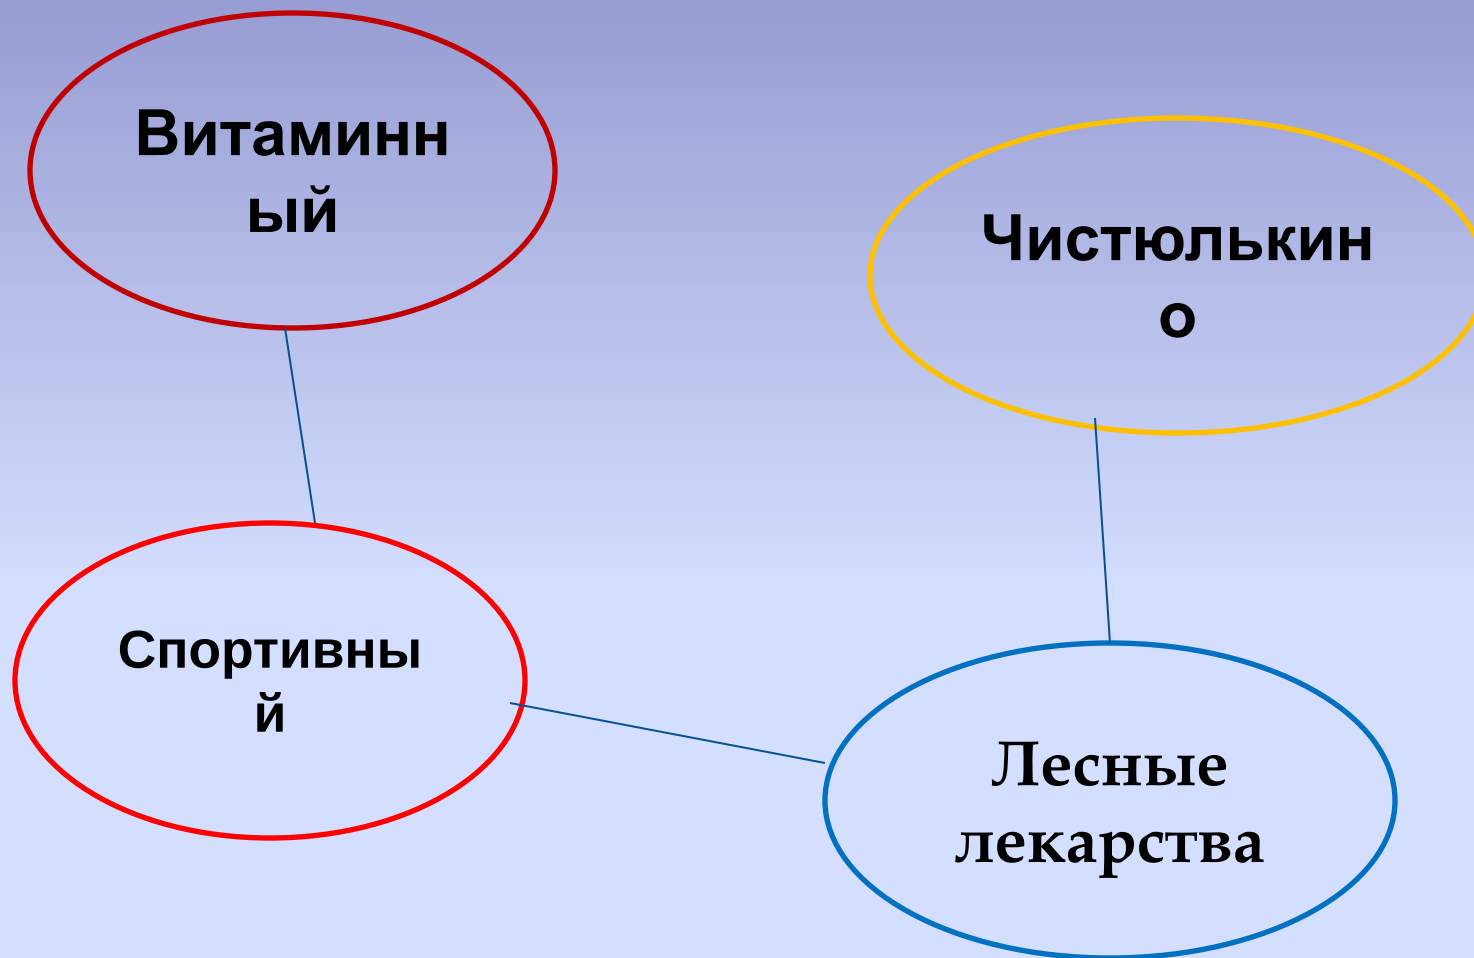 Витаминн
ый
Чистюлькин
о
Спортивны
й
Лесные
лекарства